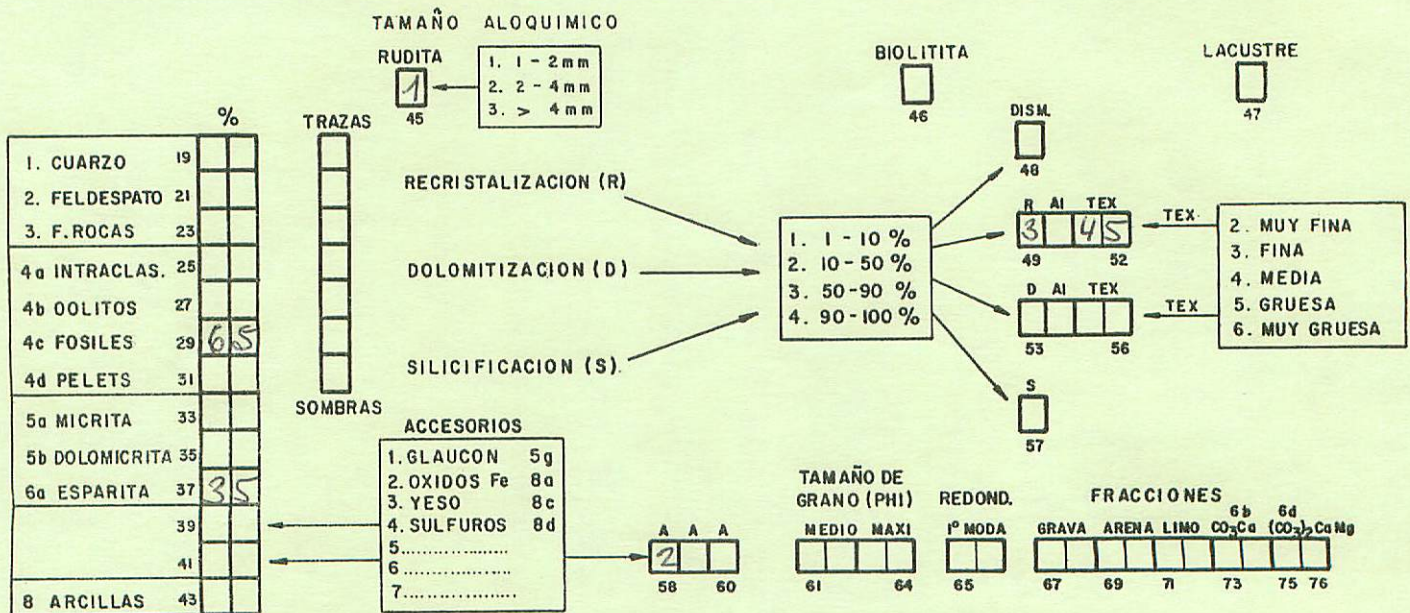 TAMAÑO ALOQUIMICO
RUDITA
1
45
1. 1 - 2 mm
2. 2 - 4 mm
3. > 4 mm
BIOLITITA
46
LACUSTRE
47
%
TRAZAS
SOMBRAS
1. CUARZO 19
2. FELDESPATO 21
3. F. ROCAS 23
4a INTRACLAS. 25
4b OOLITOS 27
4c FOSILES 29 65
4d PELETS 31
5a MICRITA 33
5b DOLOMICRITA 35
6a ESPARITA 37 35
39
41
8 ARCILLAS 43
RECRISTALIZACION (R)
DOLOMITIZACION (D)
SILICIFICACION (S).
1. 1 - 10 %
2. 10 - 50 %
3. 50 - 90 %
4. 90 - 100 %
DISM.
48
R AI TEX
3 4 5
49 52
TEX.
D AI TEX
53 56
TEX
S
57
2. MUY FINA
3. FINA
4. MEDIA
5. GRUESA
6. MUY GRUESA
ACCESORIOS
1. GLAUCON 5g
2. OXIDOS Fe 8a
3. YESO 8c
4. SULFUROS 8d
5...................
6...................
7...................
A A A
2
58 60
TAMAÑO DE
GRANO (PHI)
MEDIO MAXI
61 64
REDOND.
1º MODA
65
FRACCIONES
6b 6d
GRAVA ARENA LIMO CO3Ca (CO3)2CaMg
67 69 71 73 75 76